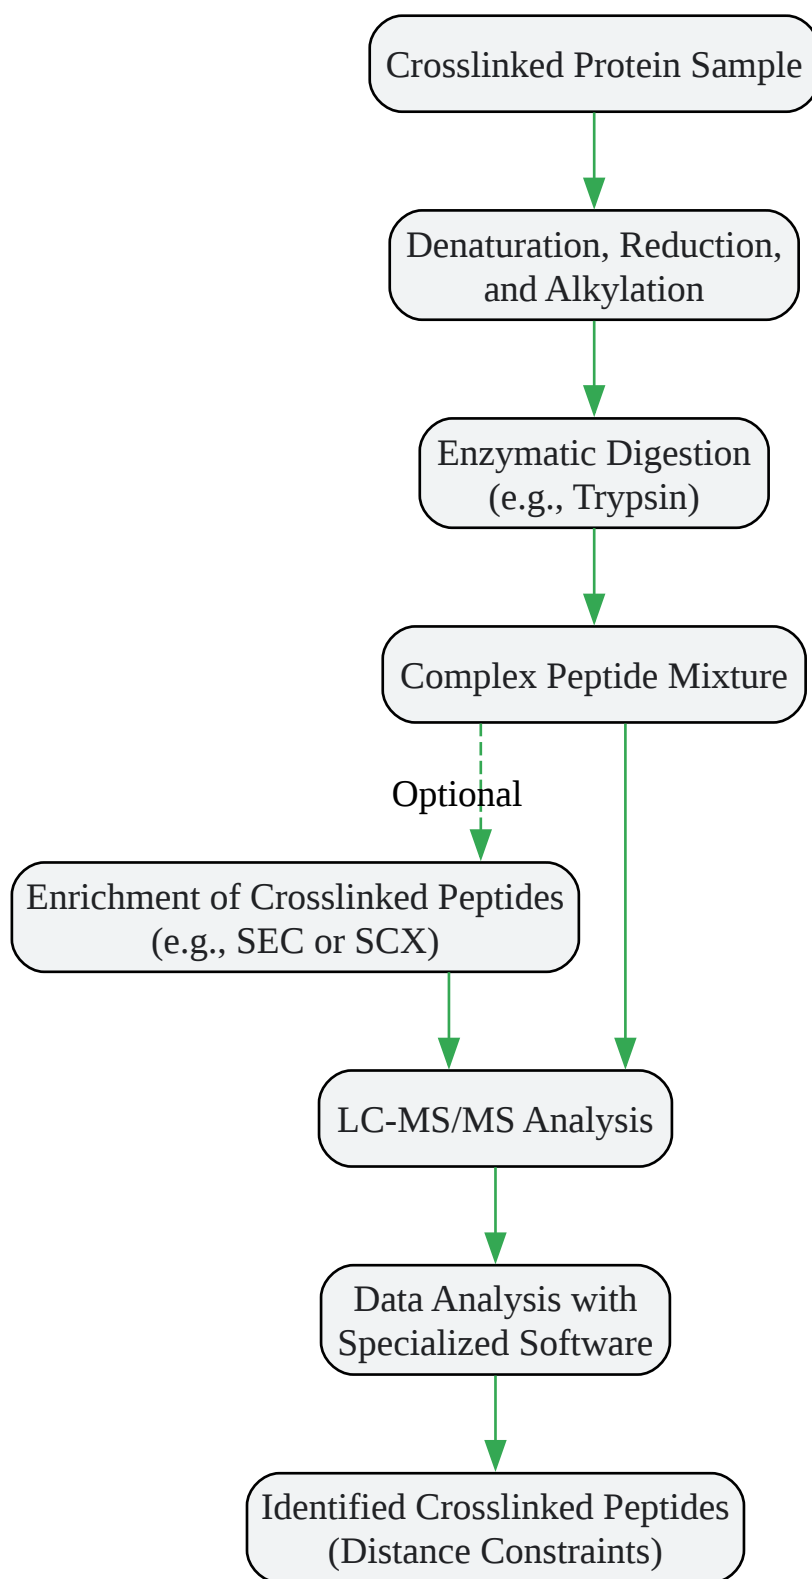 Crosslinked Protein Sample
Denaturation, Reduction,
and Alkylation
Enzymatic Digestion
(e.g., Trypsin)
Complex Peptide Mixture
Optional
Enrichment of Crosslinked Peptides
(e.g., SEC or SCX)
LC-MS/MS Analysis
Data Analysis with
Specialized Software
Identified Crosslinked Peptides
(Distance Constraints)